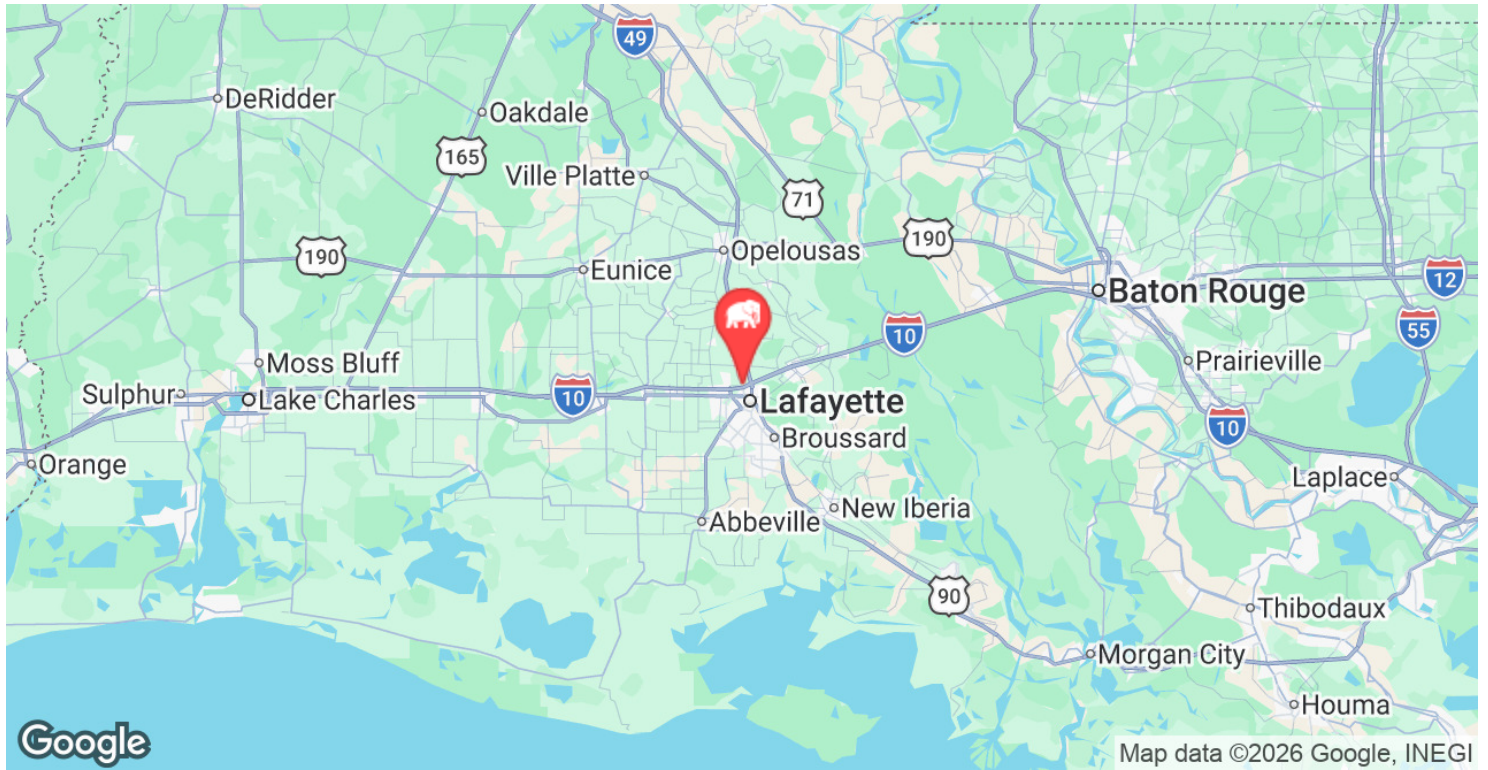 49
DeRidder
Oakdale
165
Ville Platte
71
190
190
Opelousas
Eunice
12
Baton Rouge
10
55
Moss Bluff
Prairieville
Sulphur
Lake Charles
10
Lafayette
10
Broussard
Orange
Laplace
New Iberia
Abbeville
90
Thibodaux
Morgan City
Houma
Google
Map data ©2026 Google, INEGI